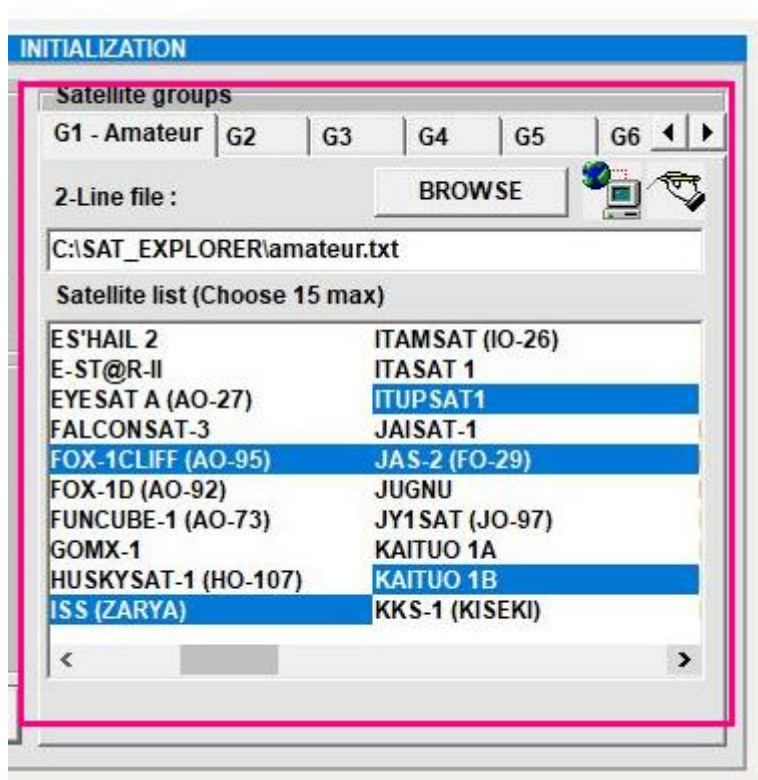 INITIALIZATION
Satellite groups
G1 - Amateur G2 G3 G4 G5 G6
2-Line file : BROWSE
C:\SAT_EXPLORER\amateur.txt
Satellite list (Choose 15 max)
ES'HAIL 2 ITAMSAT (IO-26)
E-ST@R-II ITASAT 1
EYESAT A (AO-27) ITUPSAT1
FALCONSAT-3 JAISAT-1
FOX-1CLIFF (AO-95) JAS-2 (FO-29)
FOX-1D (AO-92) JUGNU
FUNCUBE-1 (AO-73) JY1SAT (JO-97)
GOMX-1 KAITUO 1A
HUSKYSAT-1 (HO-107) KAITUO 1B
ISS (ZARYA) KKS-1 (KISEKI)